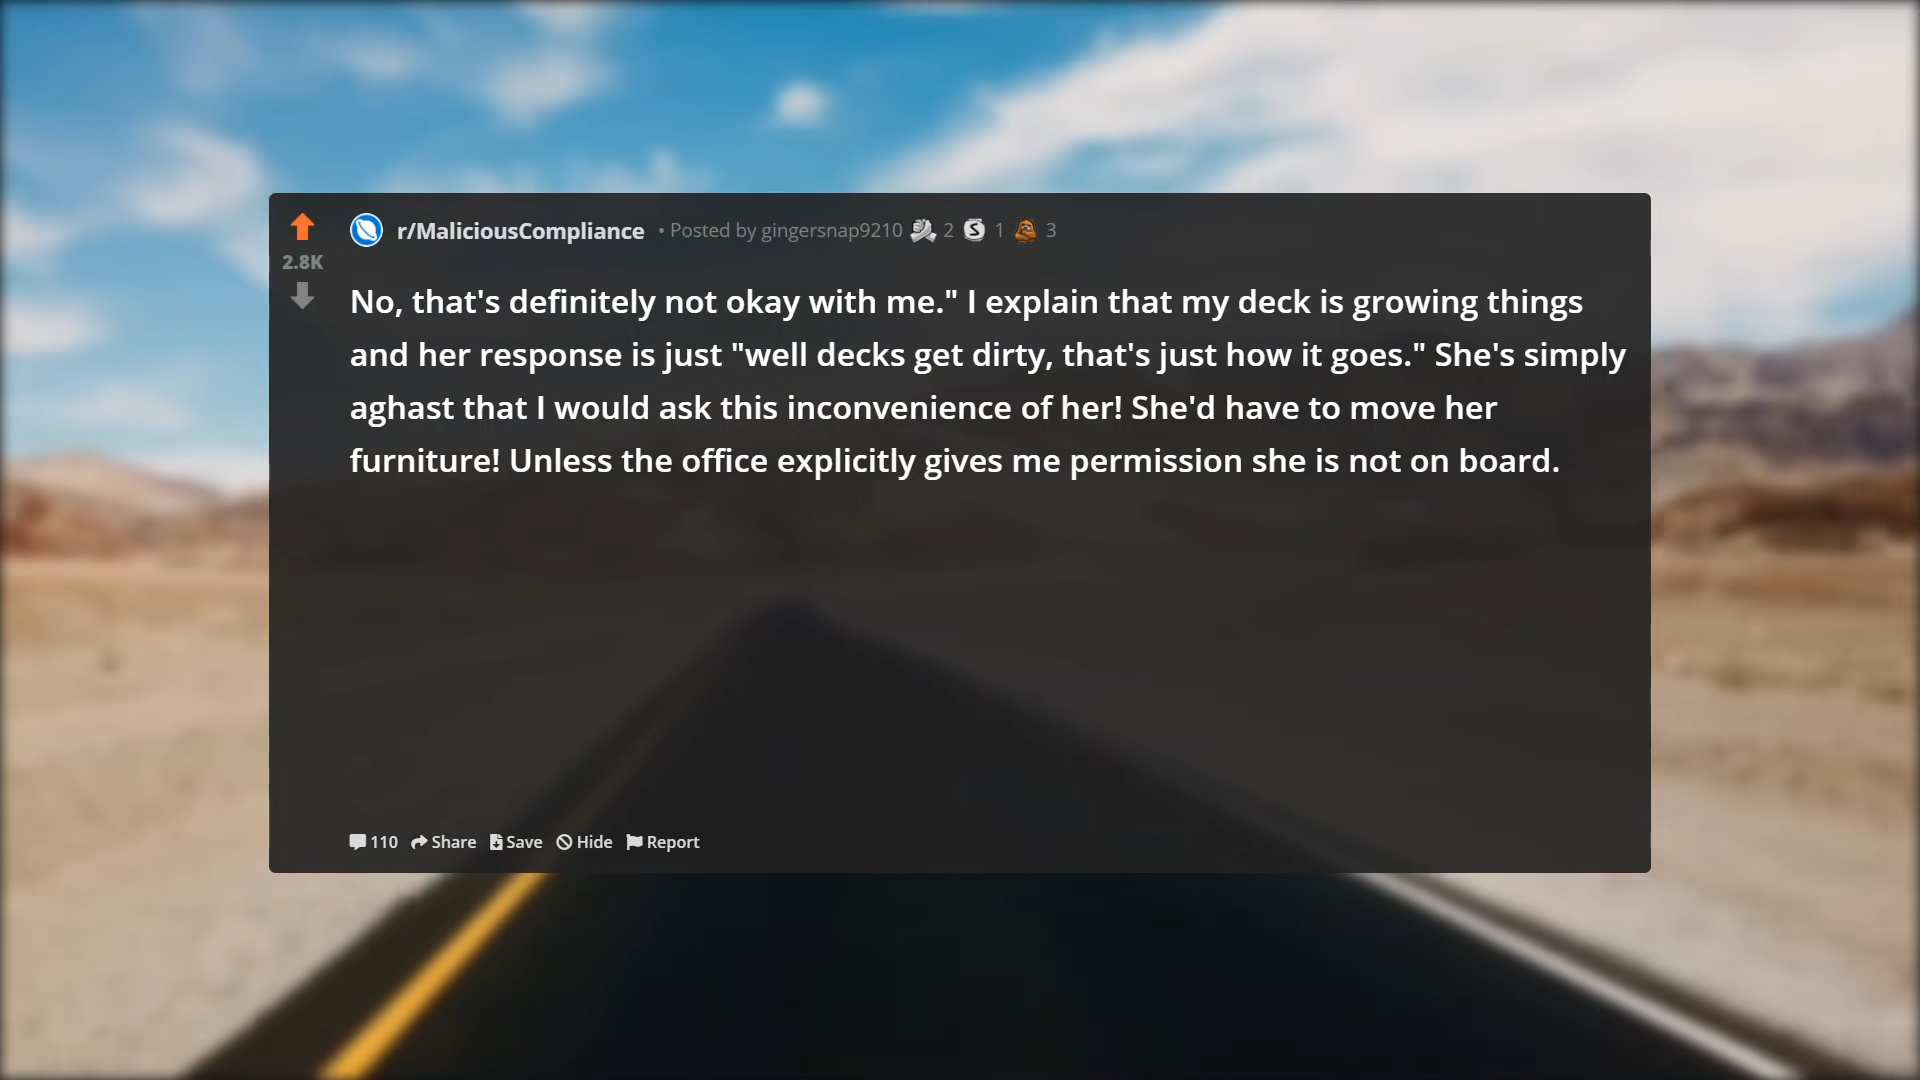 r/MaliciousCompliance • Posted by gingersnap9210 2 1 3
2.8K
No, that's definitely not okay with me." I explain that my deck is growing things
and her response is just "well decks get dirty, that's just how it goes." She's simply
aghast that I would ask this inconvenience of her! She'd have to move her
furniture! Unless the office explicitly gives me permission she is not on board.
110 Share Save Hide Report